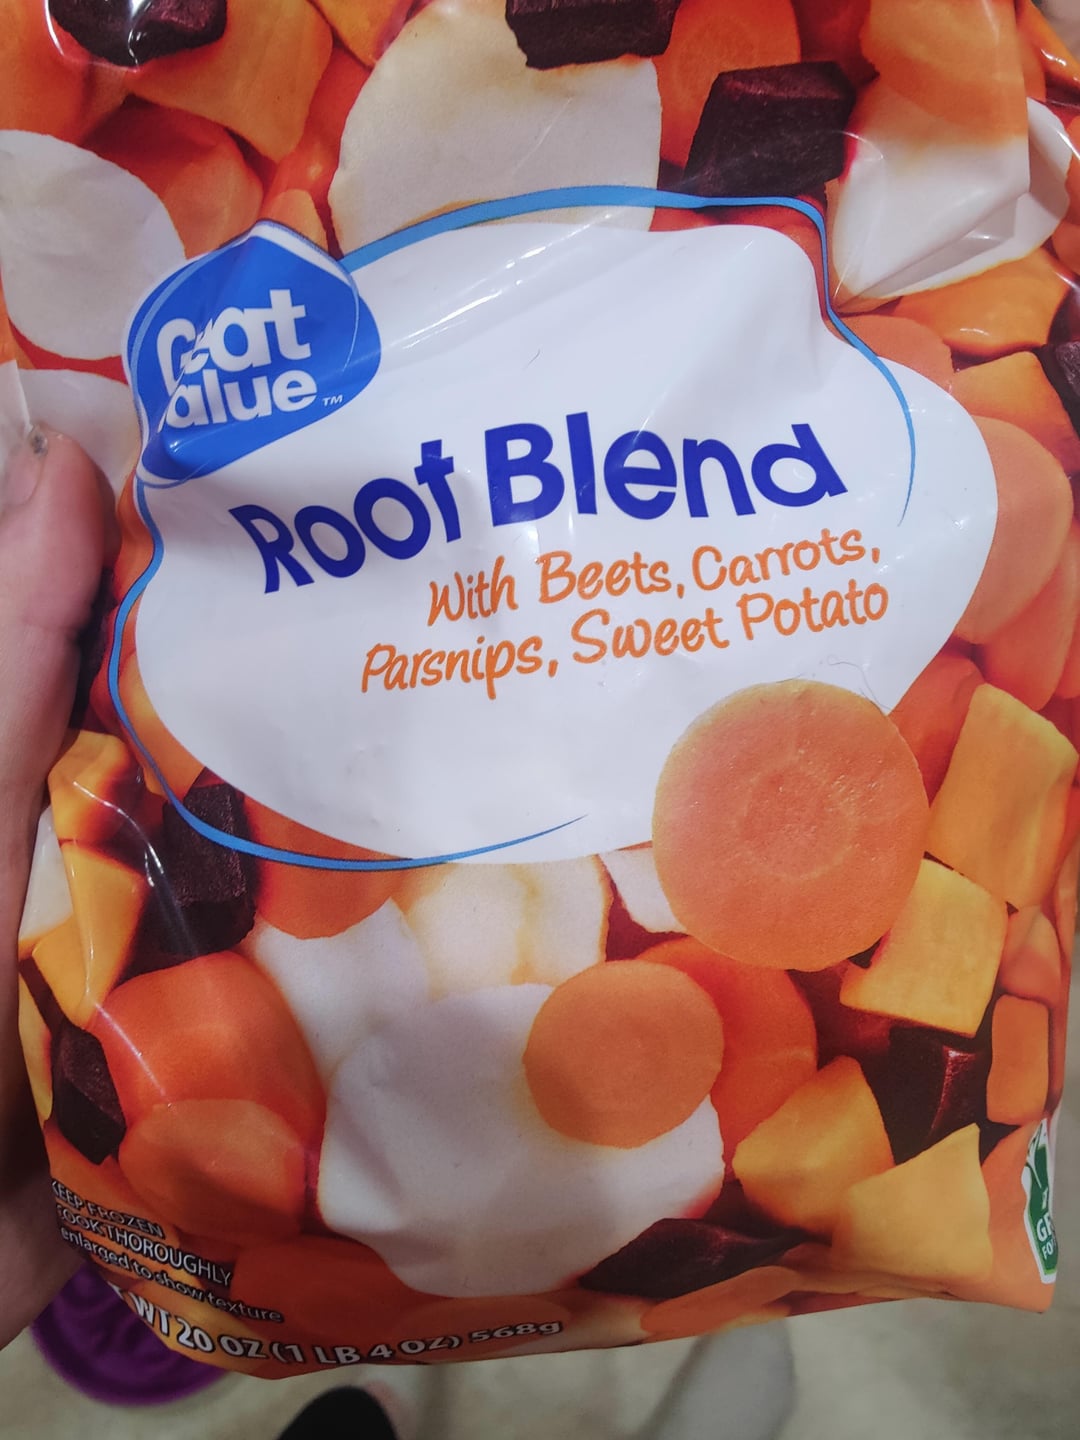 Great
Value™
Root Blend
With Beets, Carrots,
Parsnips, Sweet Potato
KEEP FROZEN
COOK THOROUGHLY
enlarged to show texture
WT 20 OZ (1 LB 4 OZ) 568g